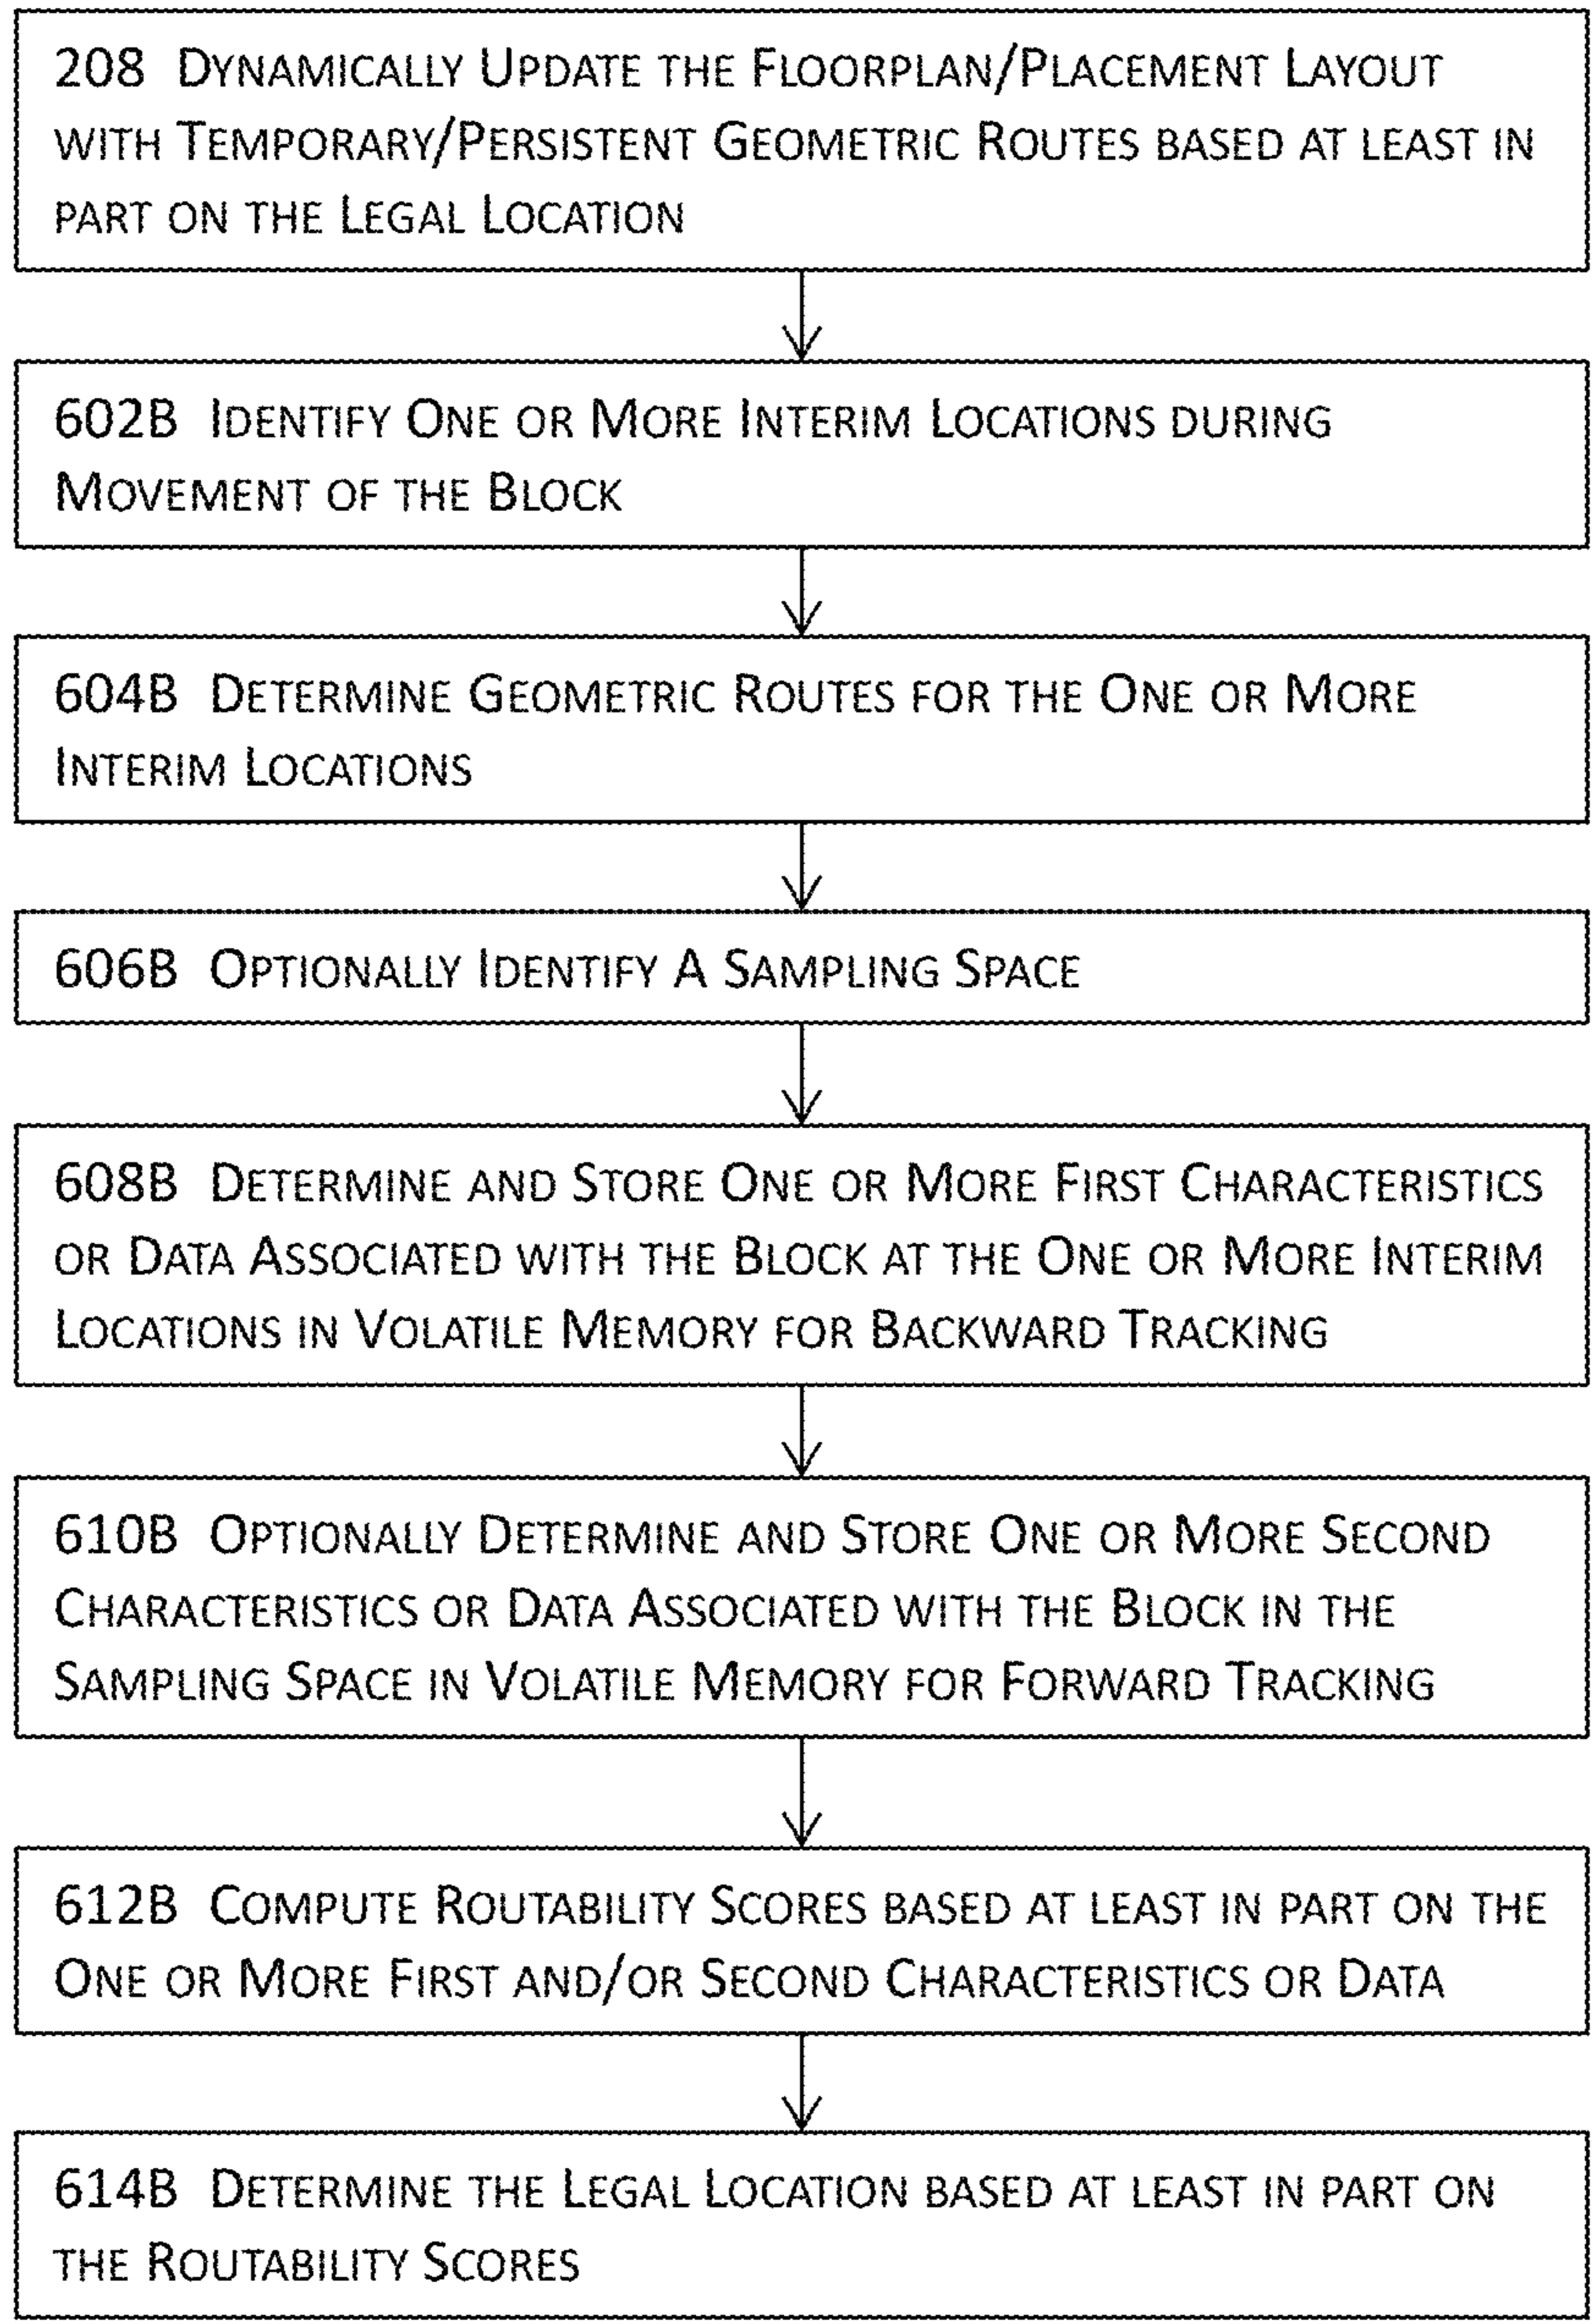 208 Dynamically Update the Floorplan/Placement Layout
with Temporary/Persistent Geometric Routes based at least in
part on the Legal Location
602B Identify One or More Interim Locations during
Movement of the Block
604B Determine Geometric Routes for the One or More
Interim Locations
606B Optionally Identify A Sampling Space
608B Determine and Store One or More First Characteristics
or Data Associated with the Block at the One or More Interim
Locations in Volatile Memory for Backward Tracking
610B Optionally Determine and Store One or More Second
Characteristics or Data Associated with the Block in the
Sampling Space in Volatile Memory for Forward Tracking
612B Compute Routability Scores based at least in part on the
One or More First and/or Second Characteristics or Data
614B Determine the Legal Location based at least in part on
the Routability Scores